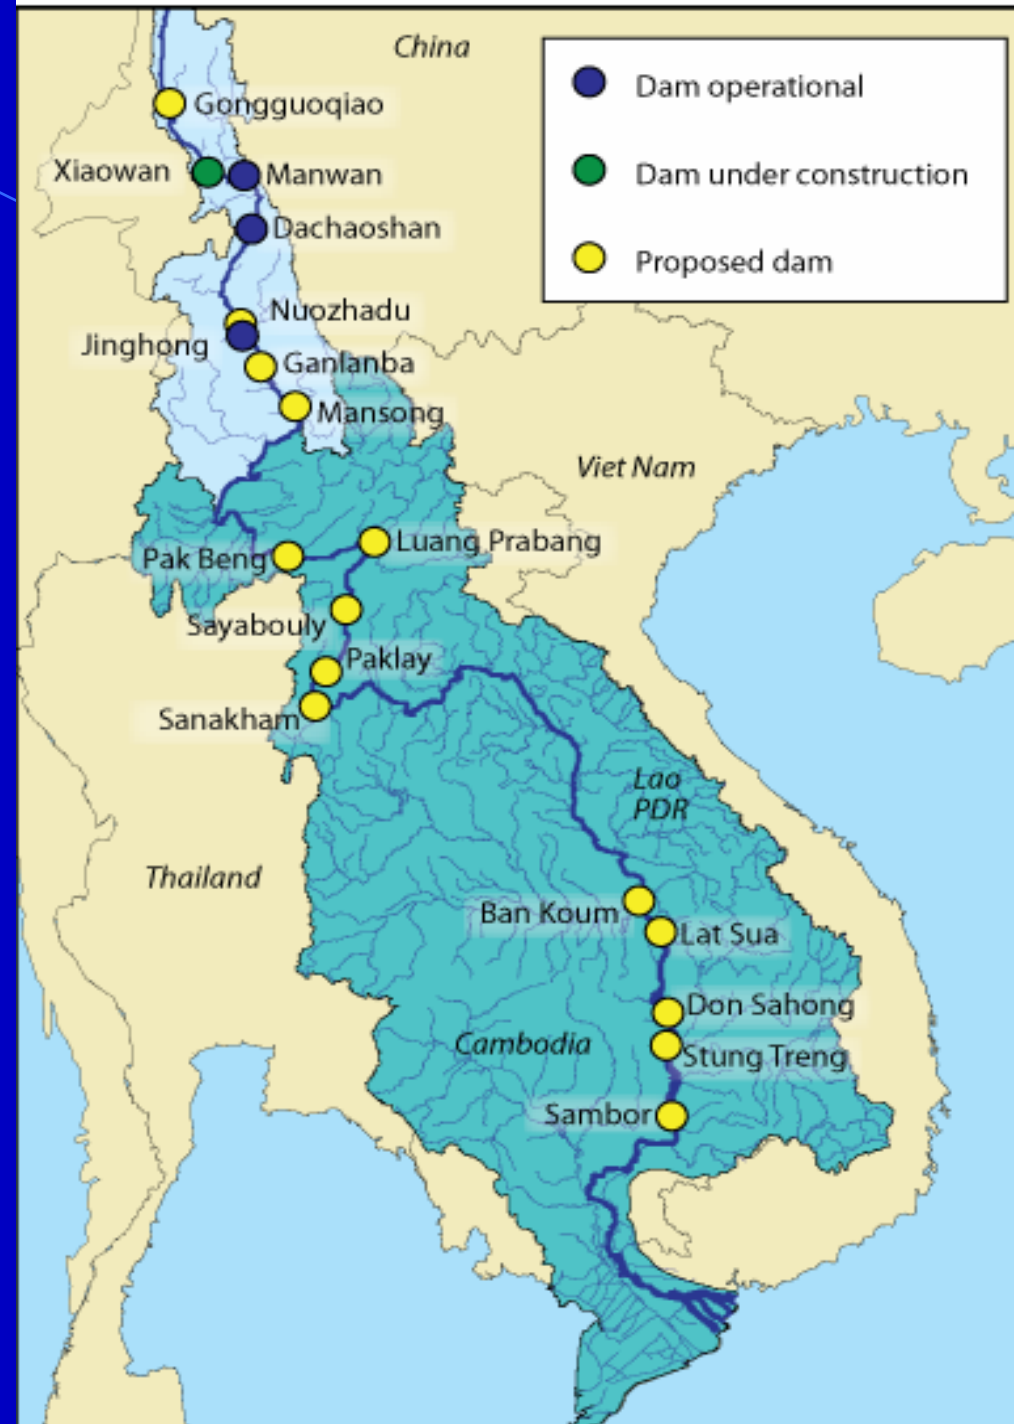 China
Dam operational
Dam under construction
Proposed dam
Gongguoqiao
Xiaowan
Manwan
Dachaoshan
Nuozhadu
Jinghong
Ganlanba
Mansong
Viet Nam
Luang Prabang
Pak Beng
Sayabouly
Paklay
Sanakham
Lao
PDR
Thailand
Ban Koum
Lat Sua
Don Sahong
Cambodia
Stung Treng
Sambor